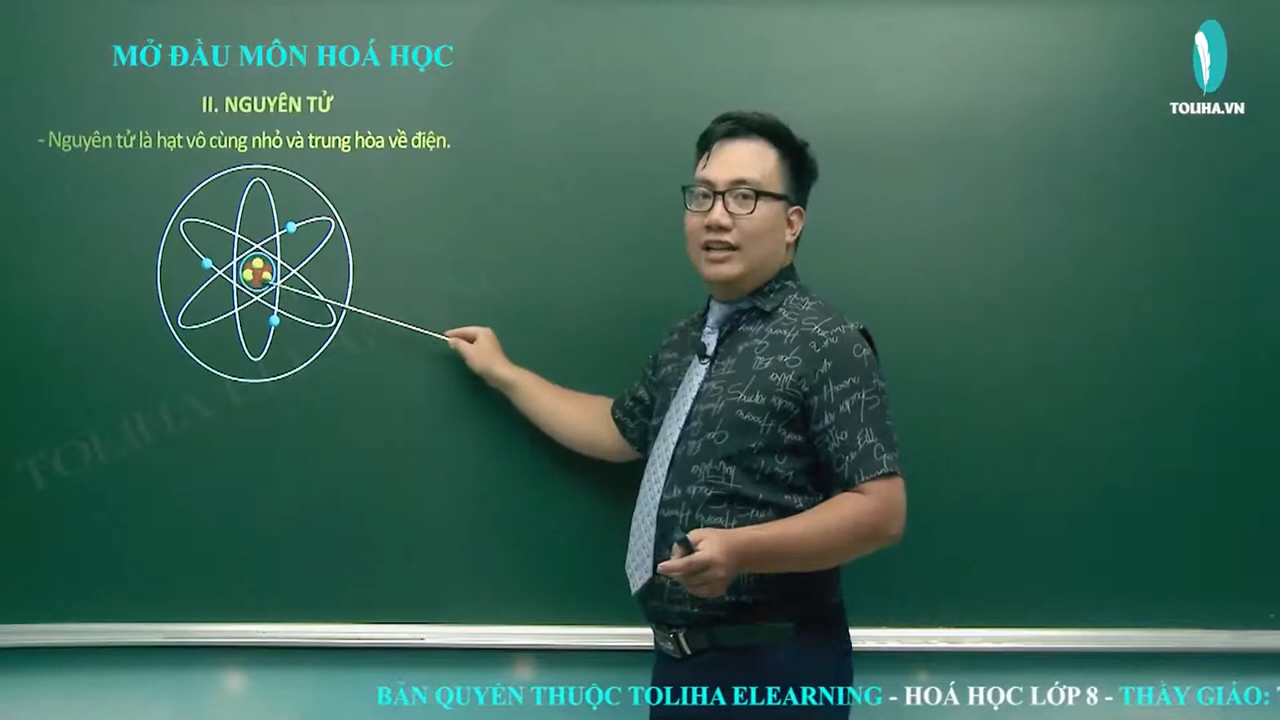 MỞ ĐẦU MÔN HOÁ HỌC
II. NGUYÊN TỬ
- Nguyên tử là hạt vô cùng nhỏ và trung hòa về điện.
TOLIHA.VN
TOLIHA
BẢN QUYỀN THUỘC TOLIHA ELEARNING - HOÁ HỌC LỚP 8 - THẦY GIÁO: